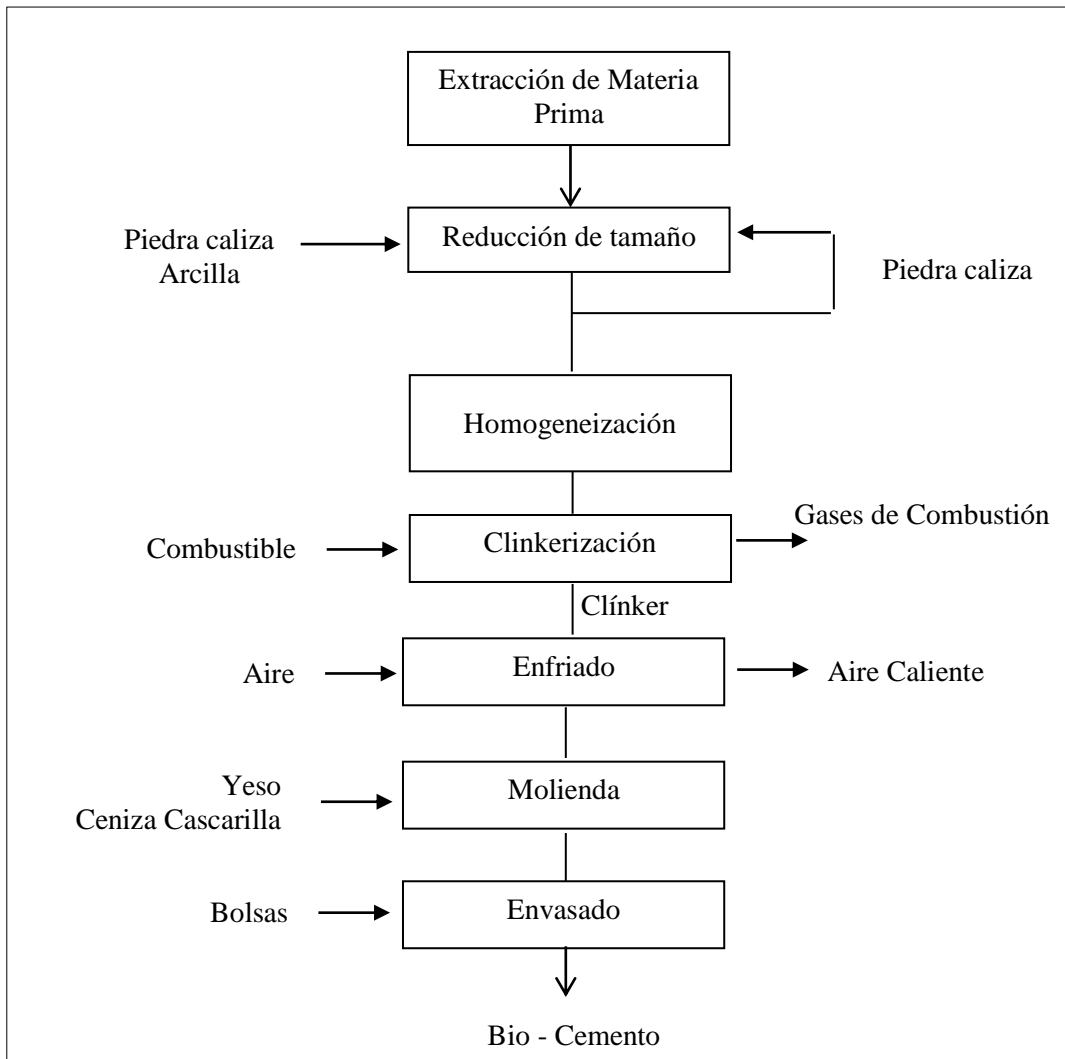 Extracción de Materia
Prima
Piedra caliza
Arcilla
Reducción de tamaño
Piedra caliza
Homogeneización
Combustible
Clinkerización
Gases de Combustión
Clínker
Aire
Enfriado
Aire Caliente
Yeso
Ceniza Cascarilla
Molienda
Bolsas
Envasado
Bio - Cemento